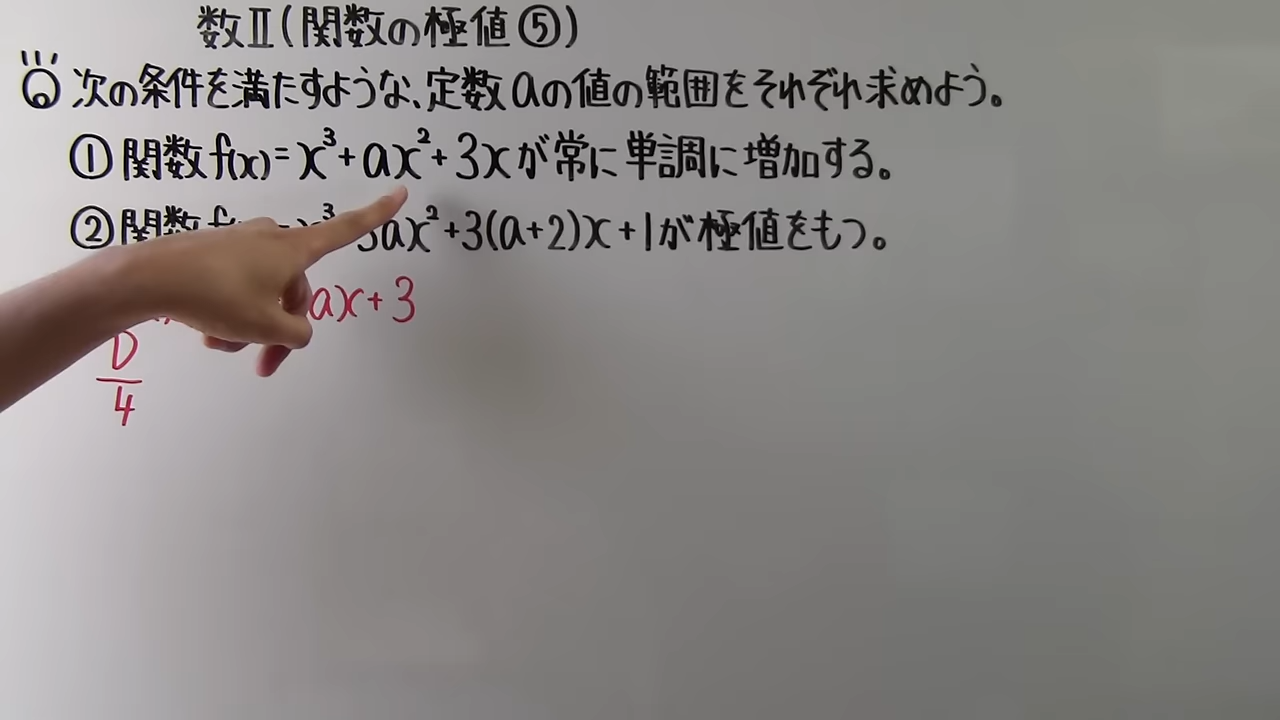 数Ⅱ(関数の極値⑤)
Q 次の条件を満たすような、定数aの値の範囲をそれぞれ求めよう。
① 関数f(x)=x³+ax²+3xが常に単調に増加する。
② 関数 3ax²+3(a+2)x+1が極値をもつ。
ax+3
D
4